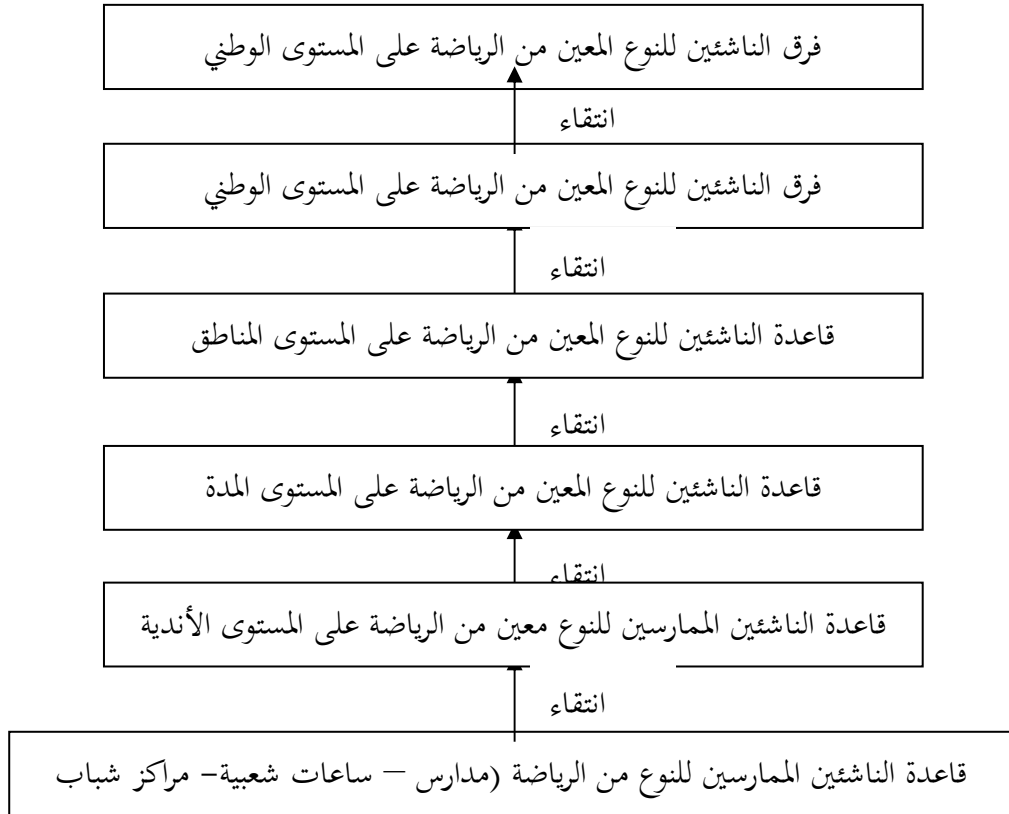 فرق الناشئين للنوع المعين من الرياضة على المستوى الوطني
انتقاء
فرق الناشئين للنوع المعين من الرياضة على المستوى الوطني
انتقاء
قاعدة الناشئين للنوع المعين من الرياضة على المستوى المناطق
انتقاء
قاعدة الناشئين للنوع المعين من الرياضة على المستوى المدة
انتقاء
قاعدة الناشئين الممارسين للنوع معين من الرياضة على المستوى الأندية
انتقاء
قاعدة الناشئين الممارسين للنوع من الرياضة (مدارس – ساعات شعبية– مراكز شباب